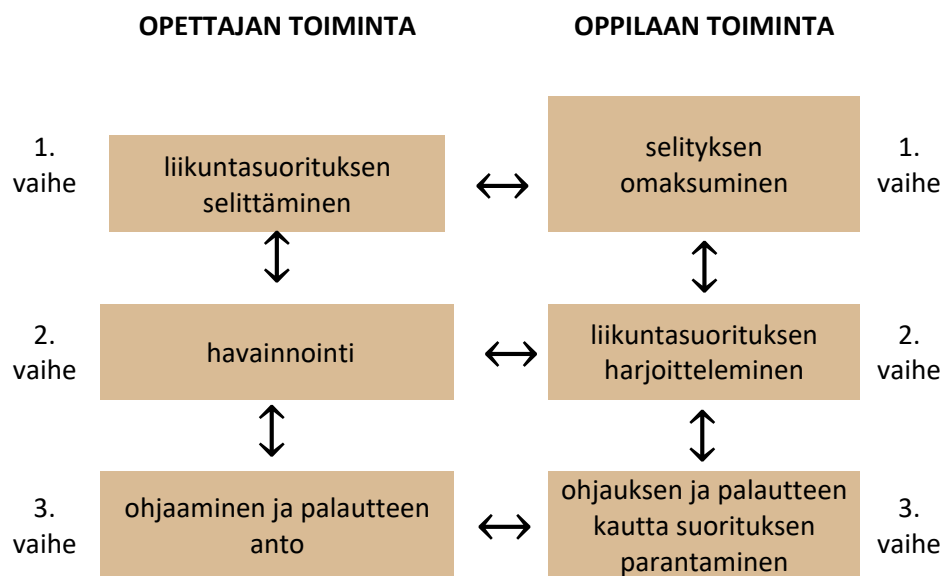 OPETTAJAN TOIMINTA
OPPILAAN TOIMINTA
1.
vaihe
liikuntasuorituksen
selittäminen
selityksen
omaksuminen
1.
vaihe
2.
vaihe
havainnointi
liikuntasuorituksen
harjoitteleminen
2.
vaihe
3.
vaihe
ohjaaminen ja palautteen
anto
ohjauksen ja palautteen
kautta suorituksen
parantaminen
3.
vaihe